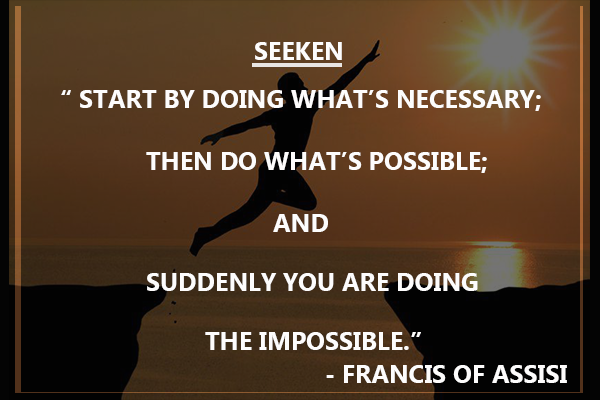 SEEKEN
“ START BY DOING WHAT’S NECESSARY;
THEN DO WHAT’S POSSIBLE;
AND
SUDDENLY YOU ARE DOING
THE IMPOSSIBLE.”
- FRANCIS OF ASSISI